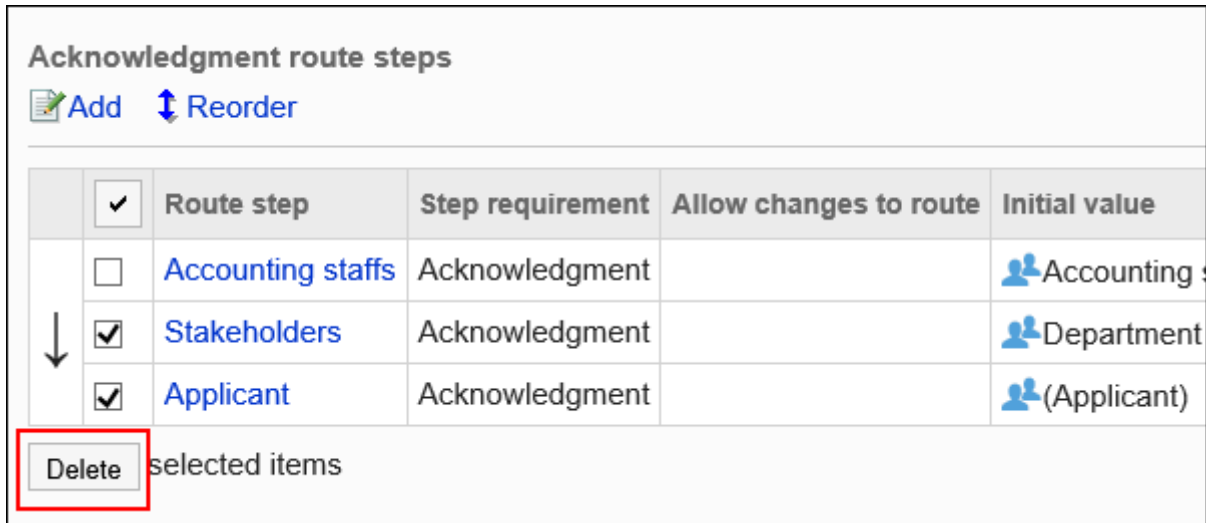 Acknowledgment route steps
Add Reorder
Route step Step requirement Allow changes to route Initial value
Accounting staffs Acknowledgment Accounting
Stakeholders Acknowledgment Department
Applicant Acknowledgment (Applicant)
Delete selected items